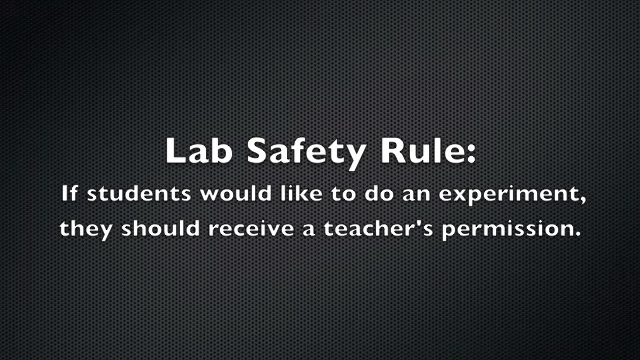 Lab Safety Rule:
If students would like to do an experiment,
they should receive a teacher's permission.